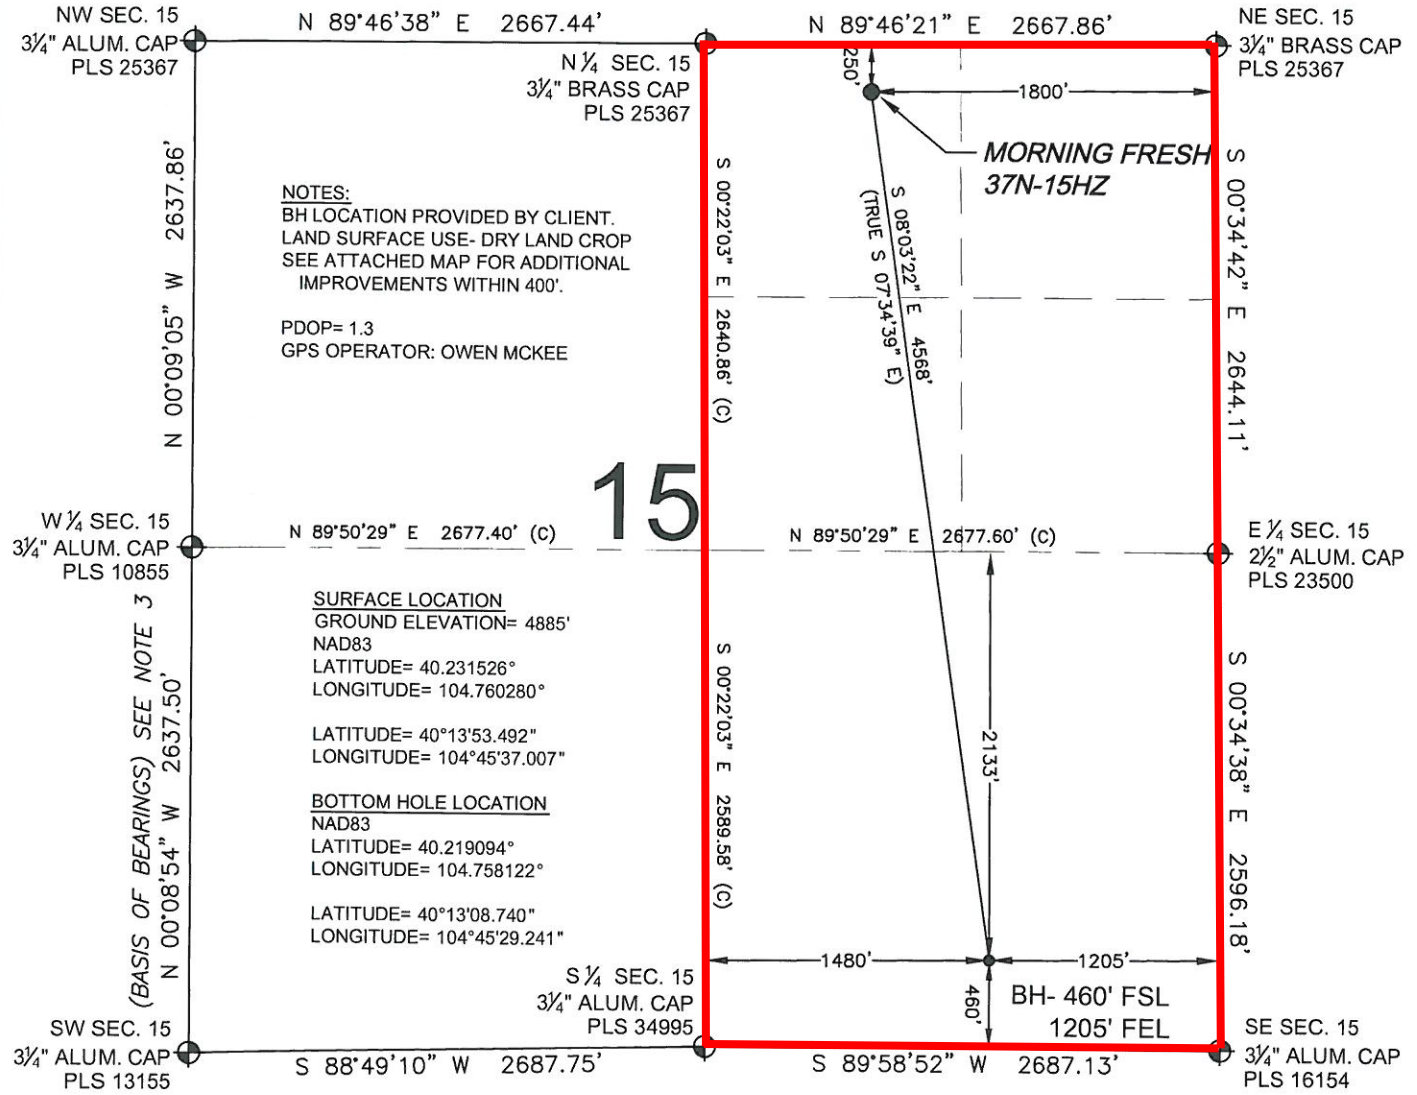 NW SEC. 15
3¼" ALUM. CAP
PLS 25367
N 89°46'38" E 2667.44'
N ¼ SEC. 15
3¼" BRASS CAP
PLS 25367
N 89°46'21" E 2667.86'
NE SEC. 15
3¼" BRASS CAP
PLS 25367
250'
1800'
MORNING FRESH
37N-15HZ
N 00°09'05" W 2637.86'
NOTES:
BH LOCATION PROVIDED BY CLIENT.
LAND SURFACE USE- DRY LAND CROP
SEE ATTACHED MAP FOR ADDITIONAL
IMPROVEMENTS WITHIN 400'.
PDOP= 1.3
GPS OPERATOR: OWEN MCKEE
S 00°22'03" E 2640.86' (C)
S 08°03'22" E 4568'
(TRUE S 07°34'39" E)
S 00°34'42" E 2644.11'
15
W ¼ SEC. 15
3¼" ALUM. CAP
PLS 10855
N 89°50'29" E 2677.40' (C)
N 89°50'29" E 2677.60' (C)
E ¼ SEC. 15
2½" ALUM. CAP
PLS 23500
(BASIS OF BEARINGS) SEE NOTE 3
N 00°08'54" W 2637.50'
SURFACE LOCATION
GROUND ELEVATION= 4885'
NAD83
LATITUDE= 40.231526°
LONGITUDE= 104.760280°
LATITUDE= 40°13'53.492"
LONGITUDE= 104°45'37.007"
BOTTOM HOLE LOCATION
NAD83
LATITUDE= 40.219094°
LONGITUDE= 104.758122°
LATITUDE= 40°13'08.740"
LONGITUDE= 104°45'29.241"
S 00°22'03" E 2589.58' (C)
2133'
S 00°34'38" E 2596.18'
1480'
1205'
460'
BH- 460' FSL
1205' FEL
S ¼ SEC. 15
3¼" ALUM. CAP
PLS 34995
SW SEC. 15
3¼" ALUM. CAP
PLS 13155
S 88°49'10" W 2687.75'
S 89°58'52" W 2687.13'
SE SEC. 15
3¼" ALUM. CAP
PLS 16154